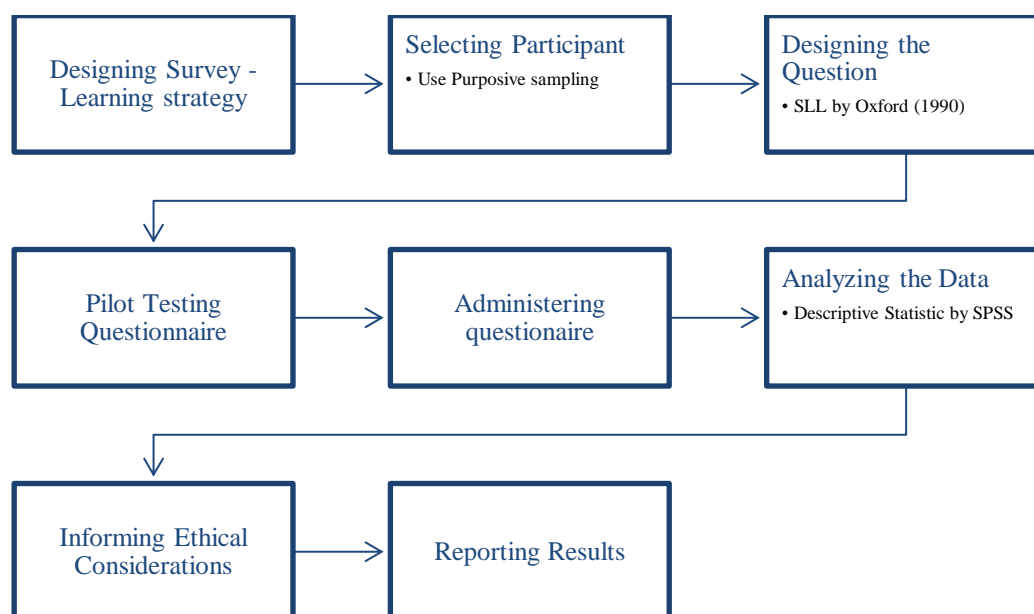 Designing Survey -
Learning strategy
Selecting Participant
• Use Purposive sampling
Designing the
Question
• SLL by Oxford (1990)
Pilot Testing
Questionnaire
Administering
questionaire
Analyzing the Data
• Descriptive Statistic by SPSS
Informing Ethical
Considerations
Reporting Results